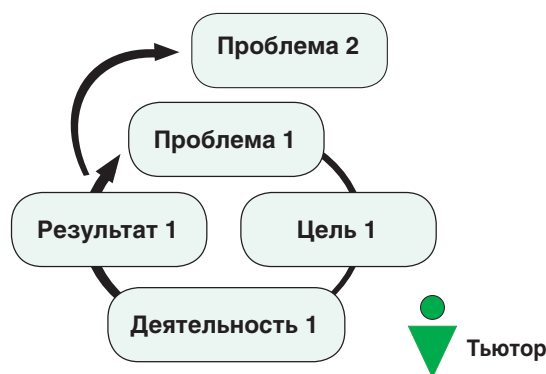 Проблема 2
Проблема 1
Результат 1
Цель 1
Деятельность 1
Тьютор